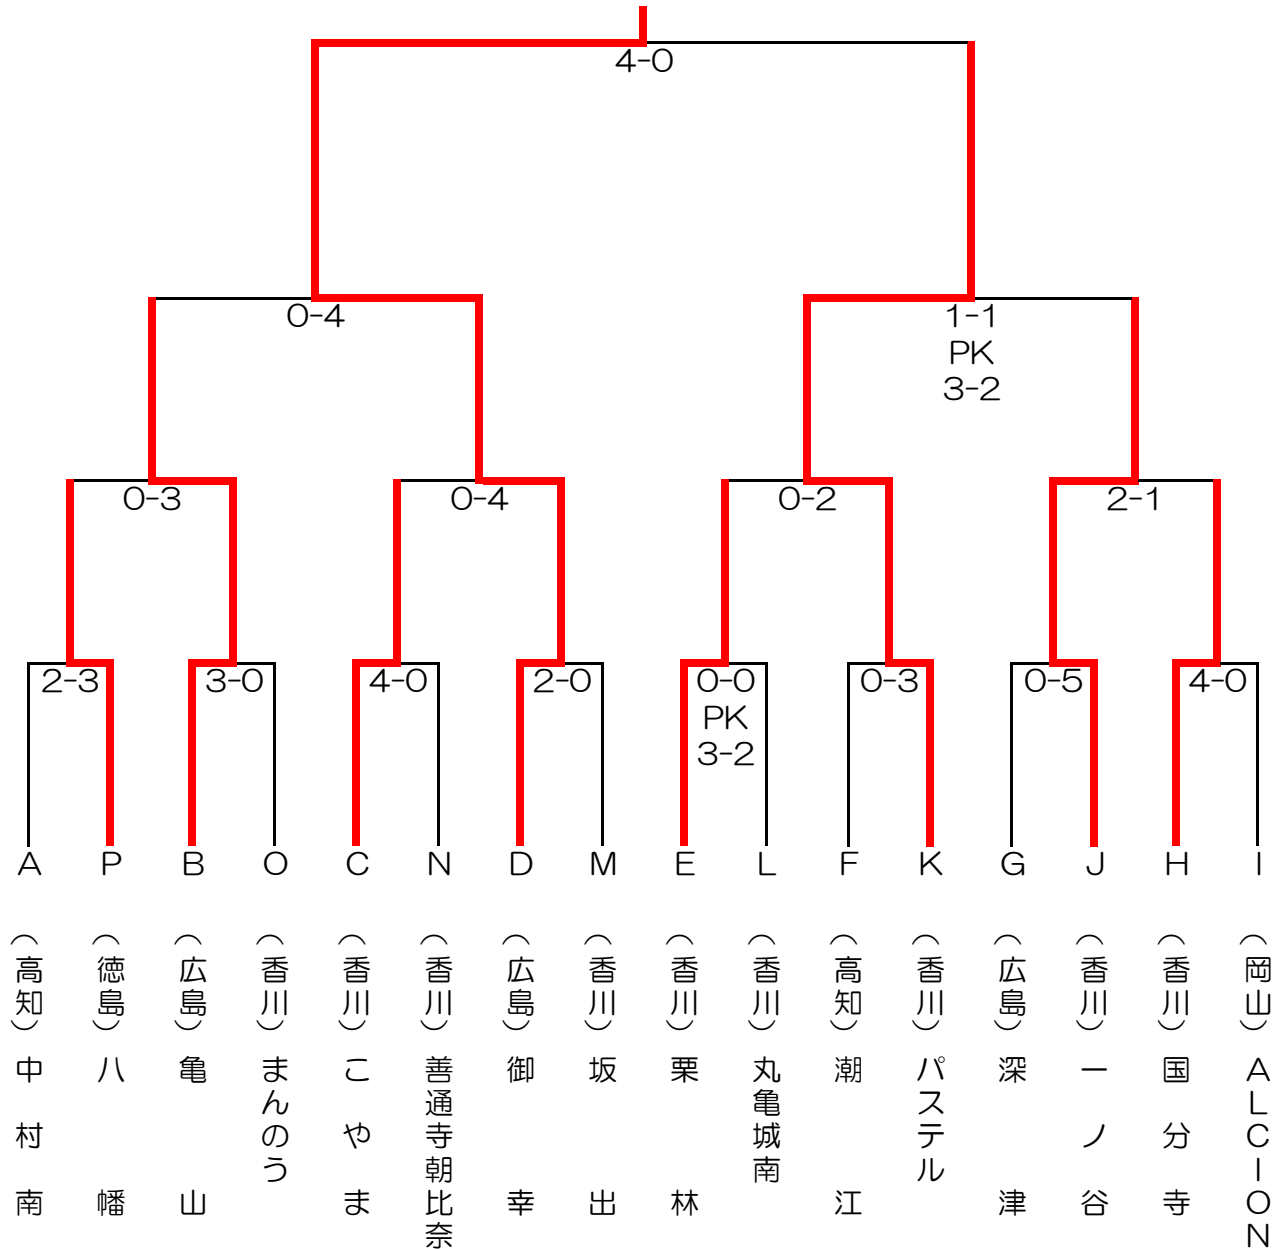 4-0
0-4
1-1
PK
3-2
0-3
0-4
0-2
2-1
2-3
3-0
4-0
2-0
0-0
PK
3-2
0-3
0-5
4-0
A
P
B
O
C
N
D
M
E
L
F
K
G
J
H
I
（高知）中村南
（徳島）八幡
（広島）亀山
（香川）まんのう
（香川）こやま
（香川）善通寺朝比奈
（広島）御幸
（香川）坂出
（香川）栗林
（香川）丸亀城南
（高知）潮江
（香川）パステル
（広島）深津
（香川）一ノ谷
（香川）国分寺
（岡山）ALCION